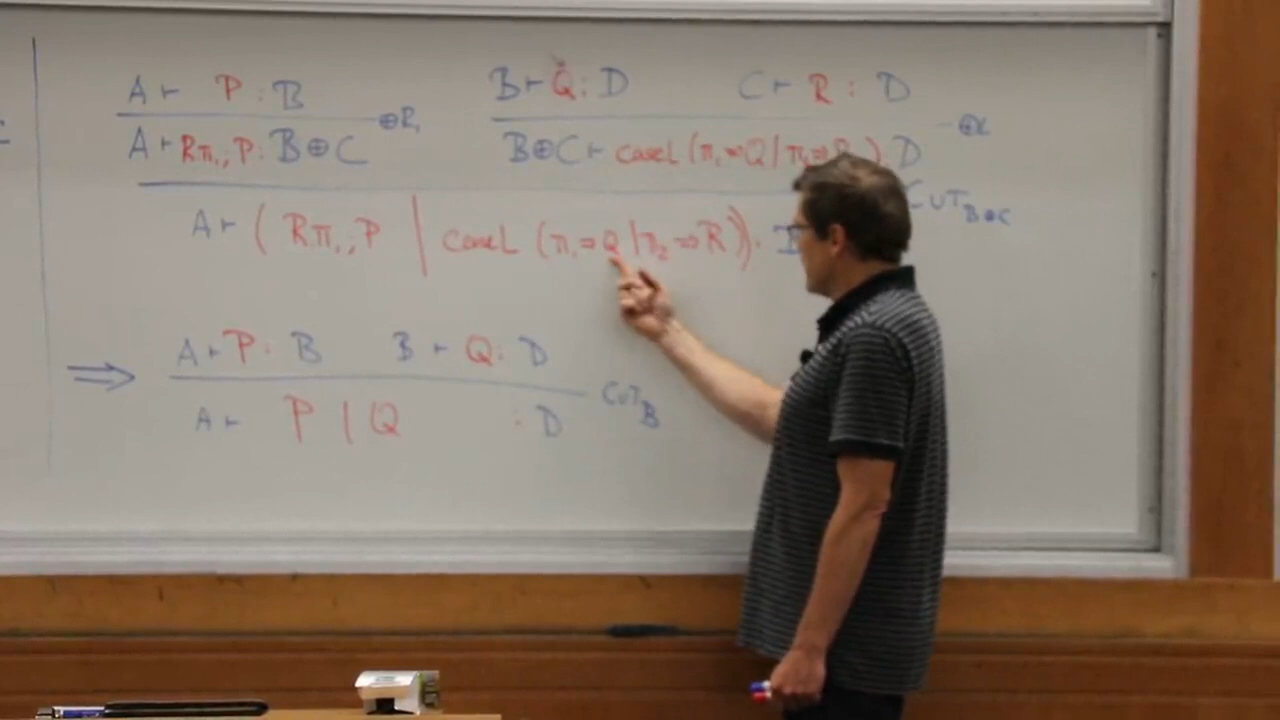 A ⊢ P : B    B ⊢ Q : D    C ⊢ R : D
⊕R₁
A ⊢ Rπ₁;P : B⊕C    B⊕C ⊢ caseL (π₁⇒Q | π₂⇒R) : D
CUT B⊕C
A ⊢ ( Rπ₁;P | caseL (π₁⇒Q | π₂⇒R)) :
⟹ A ⊢ P : B    B ⊢ Q : D
CUT B
A ⊢ P | Q : D